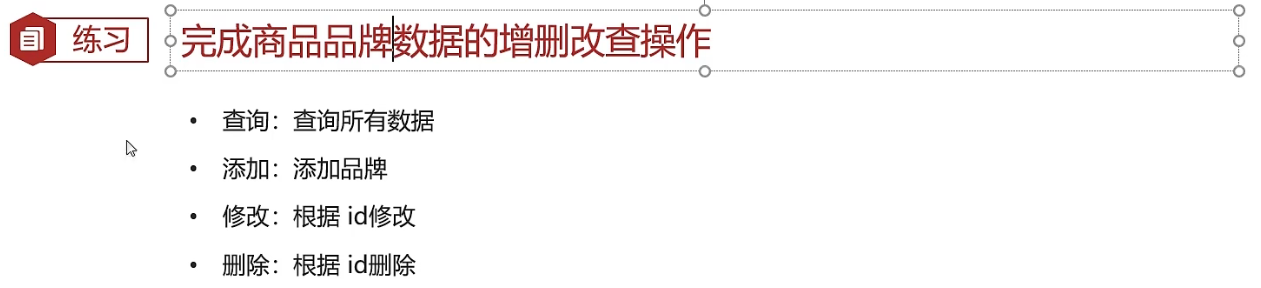 练习
完成商品品牌数据的增删改查操作
• 查询：查询所有数据
• 添加：添加品牌
• 修改：根据 id修改
• 删除：根据 id删除